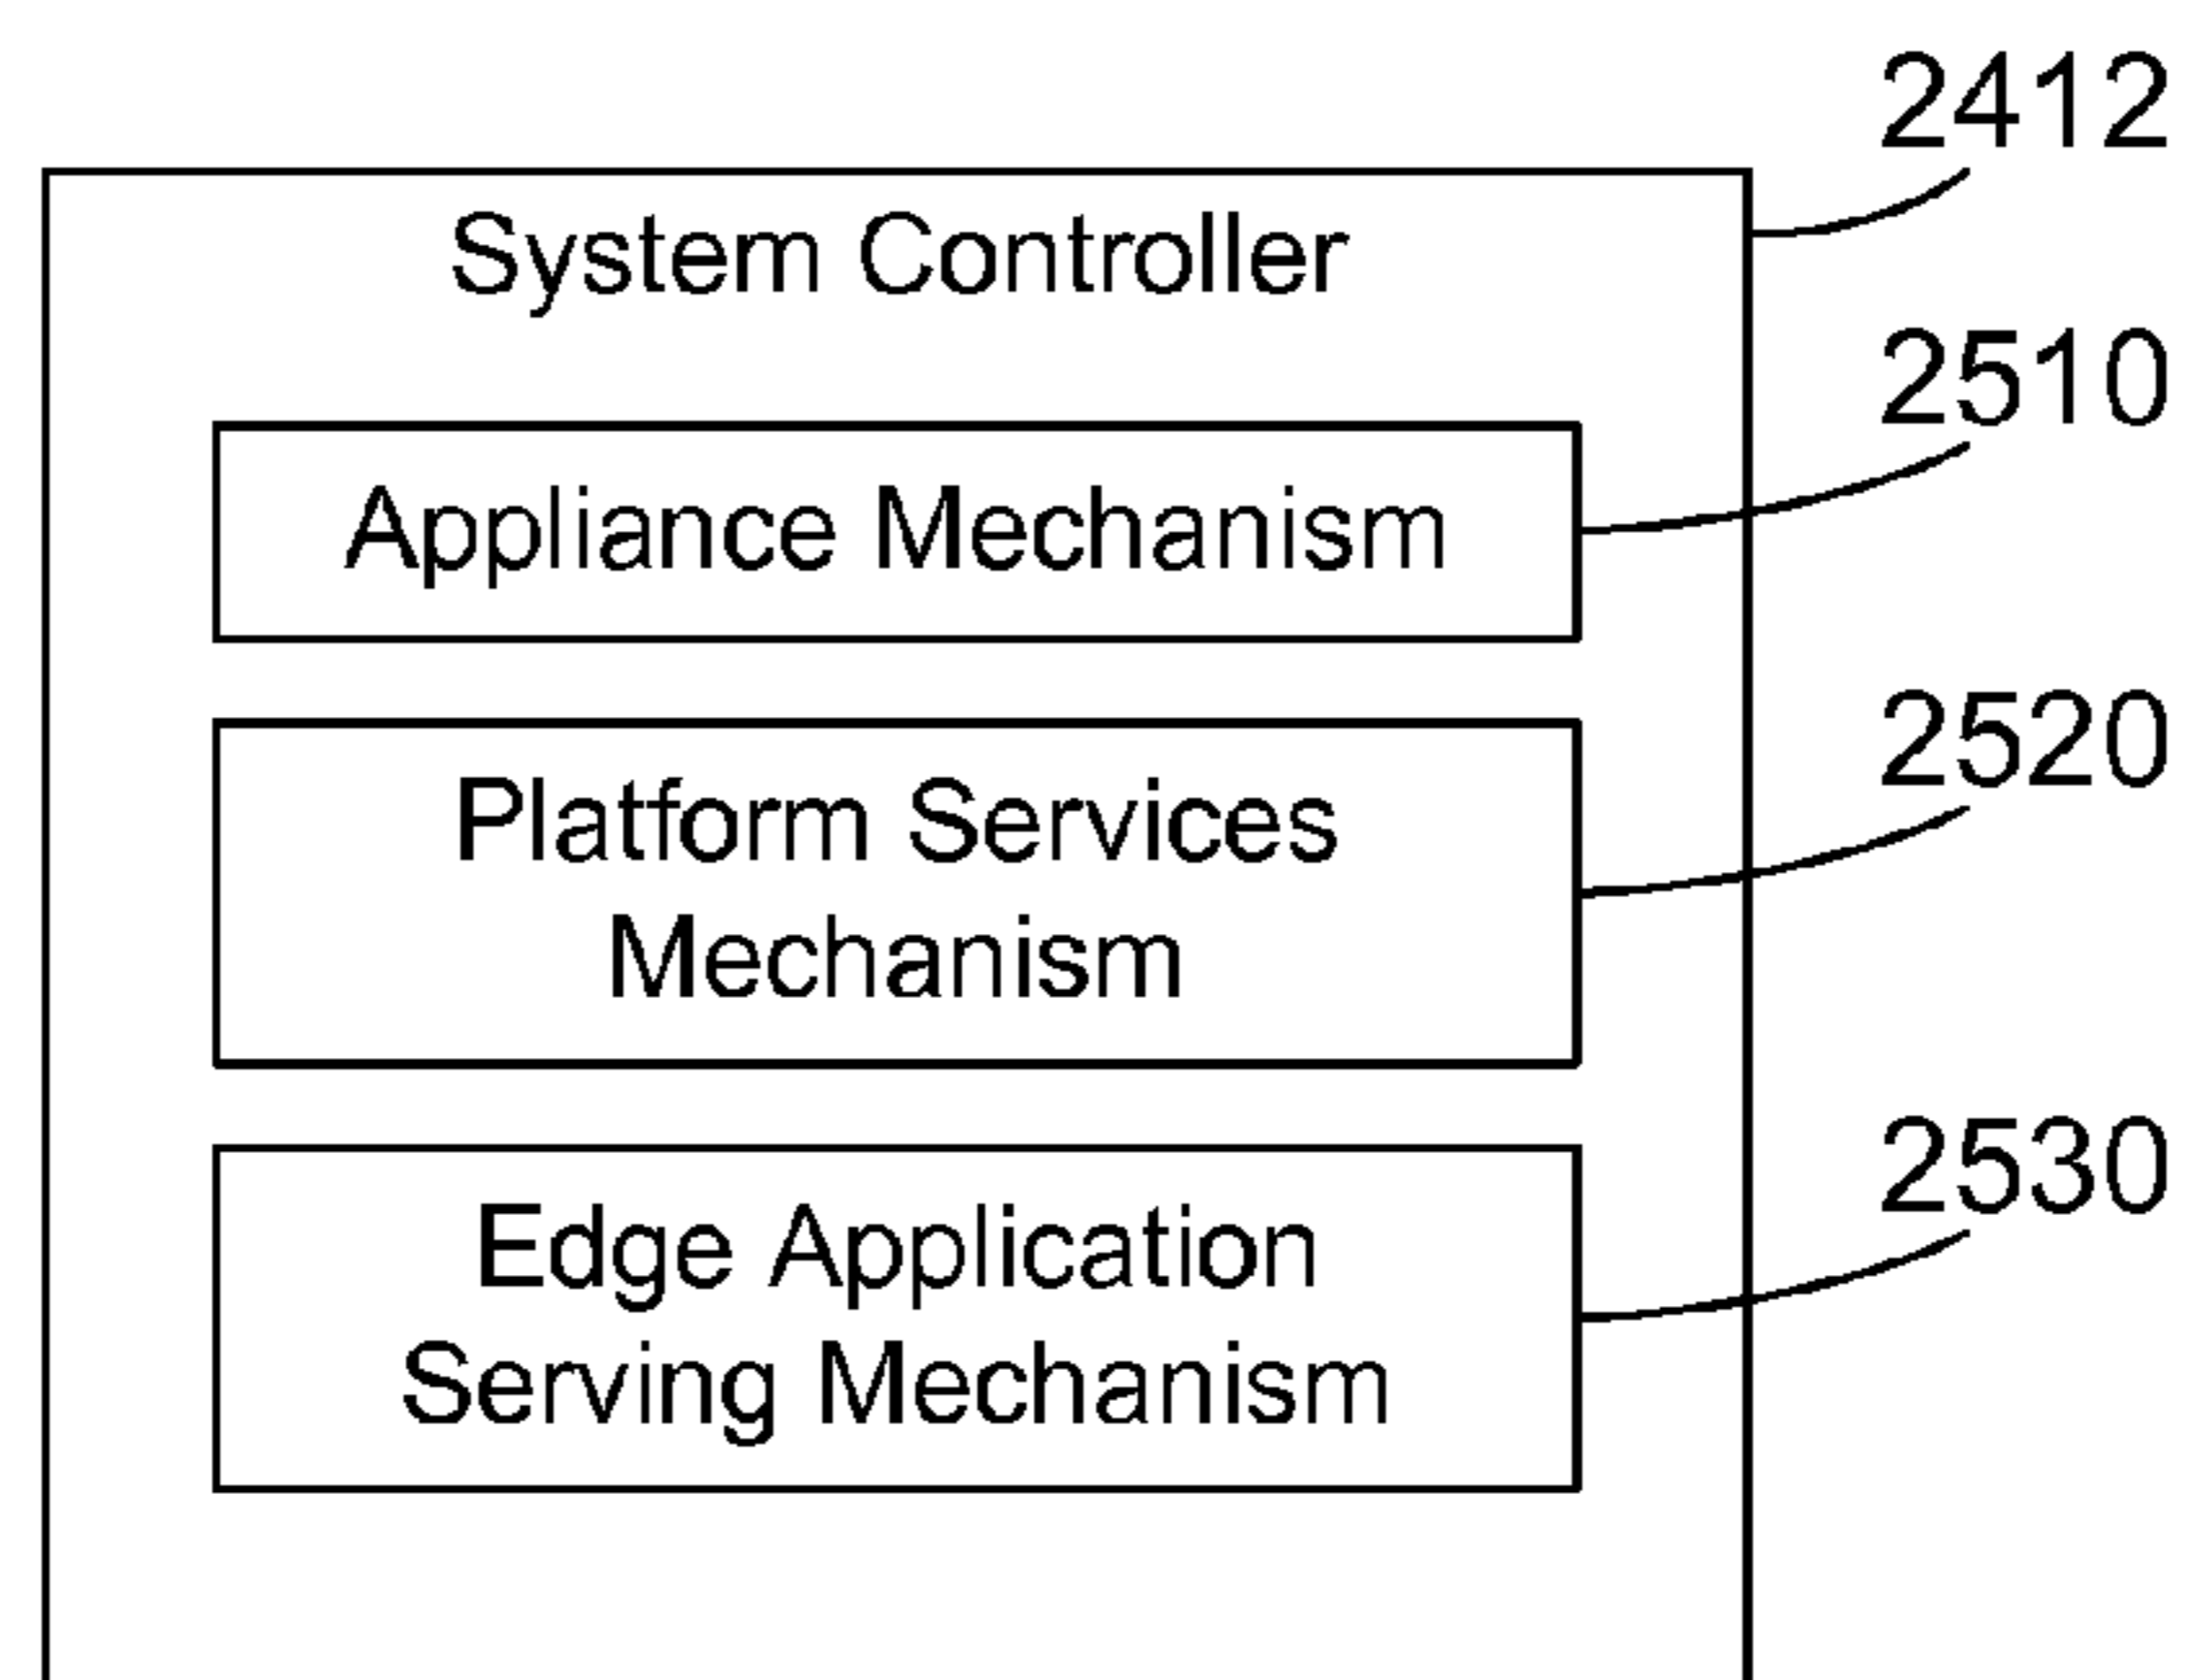 2412
System Controller
2510
Appliance Mechanism
2520
Platform Services
Mechanism
2530
Edge Application
Serving Mechanism